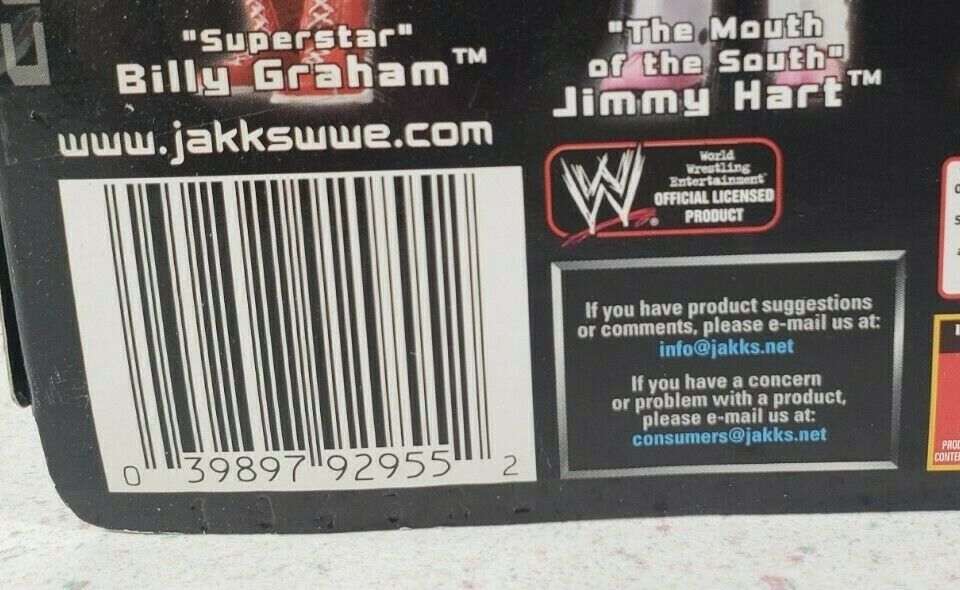 "Superstar"
Billy Graham™
"The Mouth
of the South"
Jimmy Hart™
www.jakkswwe.com
World
Wrestling
Entertainment
OFFICIAL LICENSED
PRODUCT
If you have product suggestions
or comments, please e-mail us at:
info@jakks.net
If you have a concern
or problem with a product,
please e-mail us at:
consumers@jakks.net
0 39897 92955 2